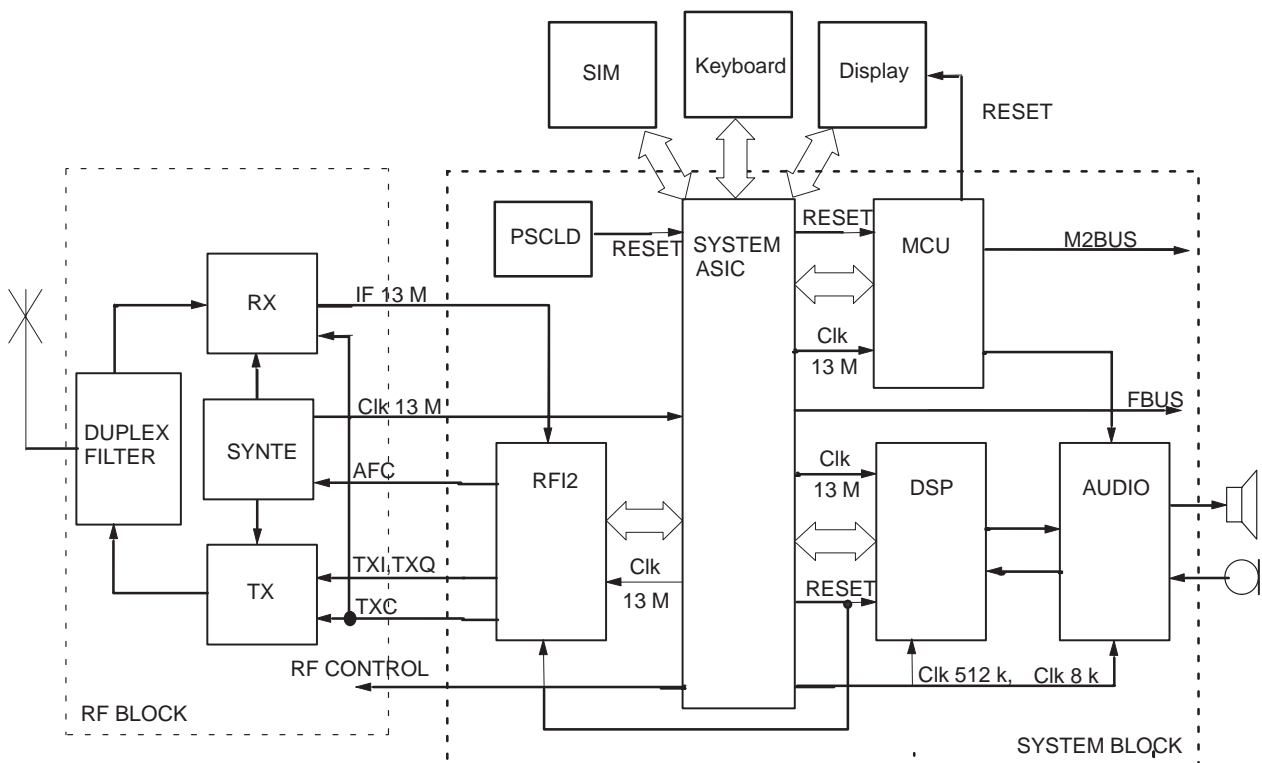 SIM
Keyboard
Display
RESET
PSCLD
RESET
SYSTEM
ASIC
RESET
MCU
M2BUS
RX
IF 13 M
Clk
13 M
DUPLEX
FILTER
SYNTE
Clk 13 M
FBUS
AFC
RFI2
Clk
13 M
DSP
AUDIO
TX
TXI,TXQ
TXC
Clk
13 M
RESET
RF CONTROL
Clk 512 k,
Clk 8 k
RF BLOCK
SYSTEM BLOCK